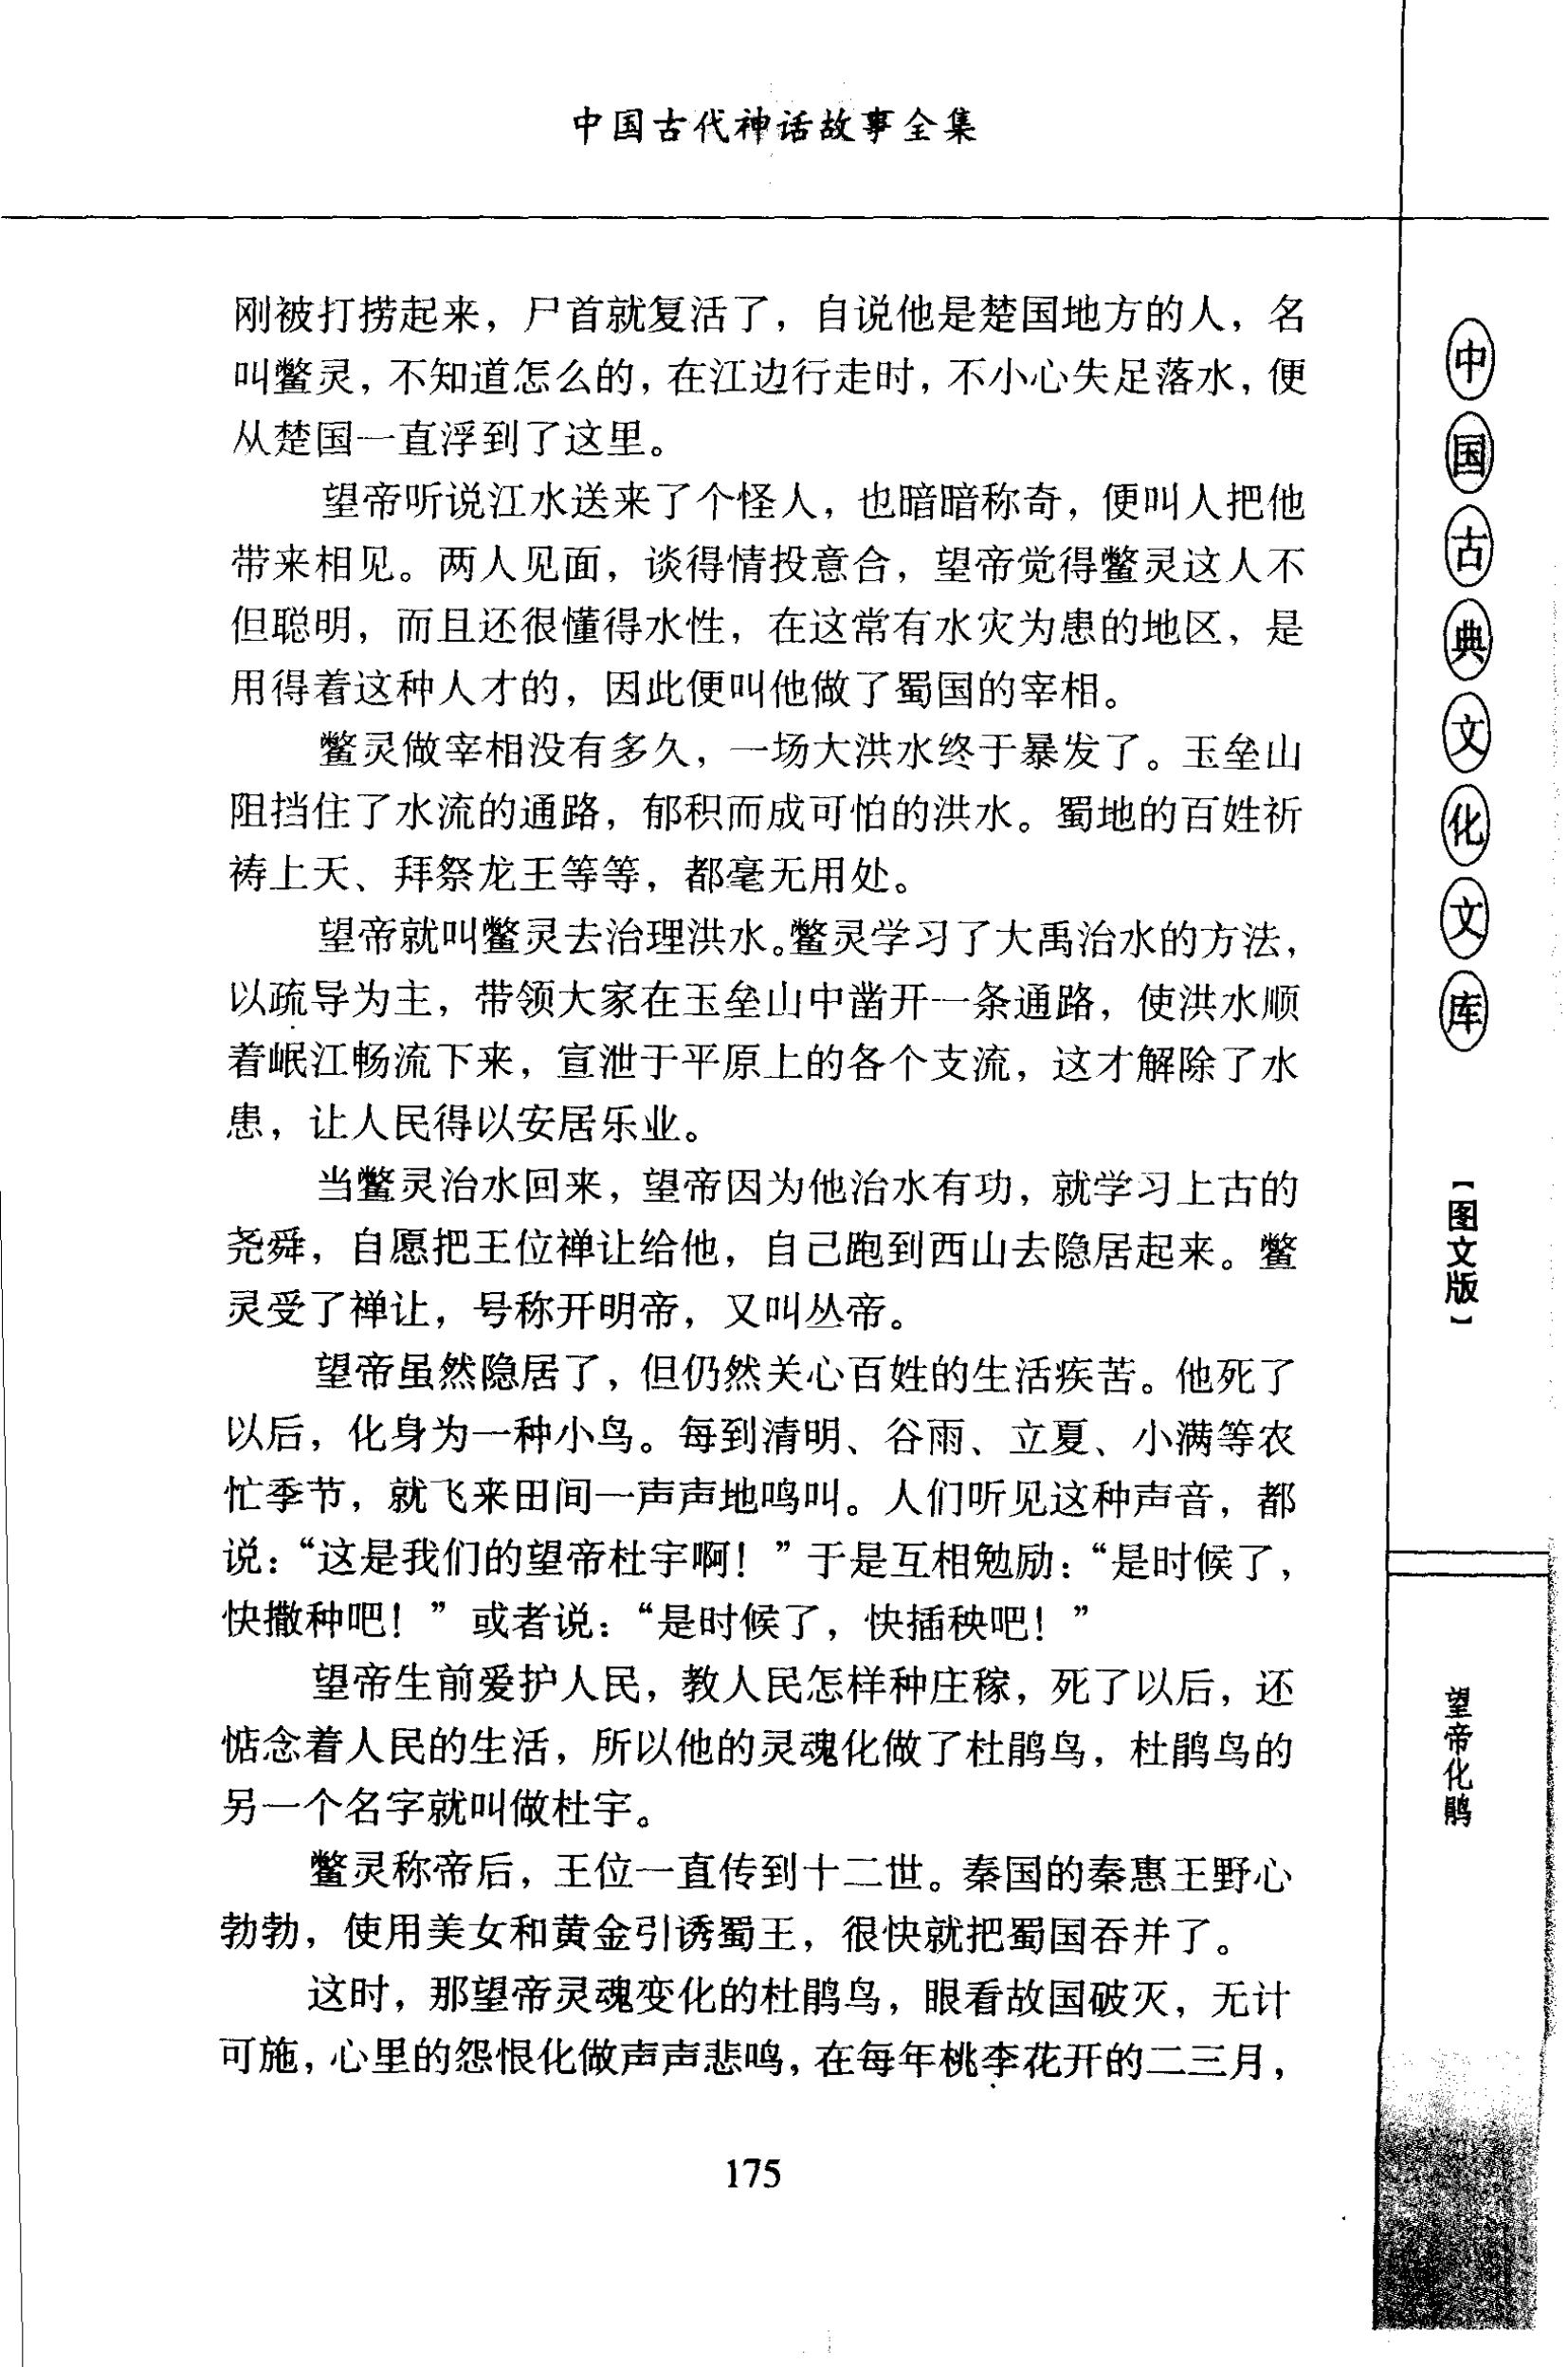 中国古代神话故事全集
刚被打捞起来，尸首就复活了，自说他是楚国地方的人，名
叫鳖灵，不知道怎么的，在江边行走时，不小心失足落水，便
从楚国一直浮到了这里。
望帝听说江水送来了个怪人，也暗暗称奇，便叫人把他
带来相见。两人见面，谈得情投意合，望帝觉得鳖灵这人不
但聪明，而且还很懂得水性，在这常有水灾为患的地区，是
用得着这种人才的，因此便叫他做了蜀国的宰相。
鳖灵做宰相没有多久，一场大洪水终于暴发了。玉垒山
阻挡住了水流的通路，郁积而成可怕的洪水。蜀地的百姓祈
祷上天、拜祭龙王等等，都毫无用处。
望帝就叫鳖灵去治理洪水。鳖灵学习了大禹治水的方法，
以疏导为主，带领大家在玉垒山中凿开一条通路，使洪水顺
着岷江畅流下来，宣泄于平原上的各个支流，这才解除了水
患，让人民得以安居乐业。
当鳖灵治水回来，望帝因为他治水有功，就学习上古的
尧舜，自愿把王位禅让给他，自己跑到西山去隐居起来。鳖
灵受了禅让，号称开明帝，又叫丛帝。
望帝虽然隐居了，但仍然关心百姓的生活疾苦。他死了
以后，化身为一种小鸟。每到清明、谷雨、立夏、小满等农
忙季节，就飞来田间一声声地鸣叫。人们听见这种声音，都
说：“这是我们的望帝杜宇啊！”于是互相勉励：“是时候了，
快撒种吧！”或者说：“是时候了，快插秧吧！”
望帝生前爱护人民，教人民怎样种庄稼，死了以后，还
惦念着人民的生活，所以他的灵魂化做了杜鹃鸟，杜鹃鸟的
另一个名字就叫做杜宇。
鳖灵称帝后，王位一直传到十二世。秦国的秦惠王野心
勃勃，使用美女和黄金引诱蜀王，很快就把蜀国吞并了。
这时，那望帝灵魂变化的杜鹃鸟，眼看故国破灭，无计
可施，心里的怨恨化做声声悲鸣，在每年桃李花开的二三月，
175
中国古典文化文库
【图文版】
望帝化鹃